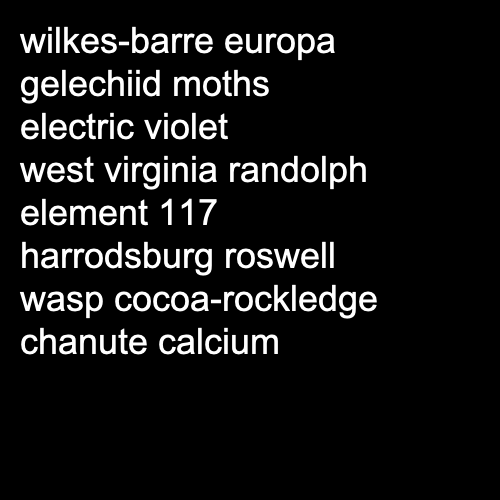 wilkes-barre europa
gelechiid moths
electric violet
west virginia randolph
element 117
harrodsburg roswell
wasp cocoa-rockledge
chanute calcium